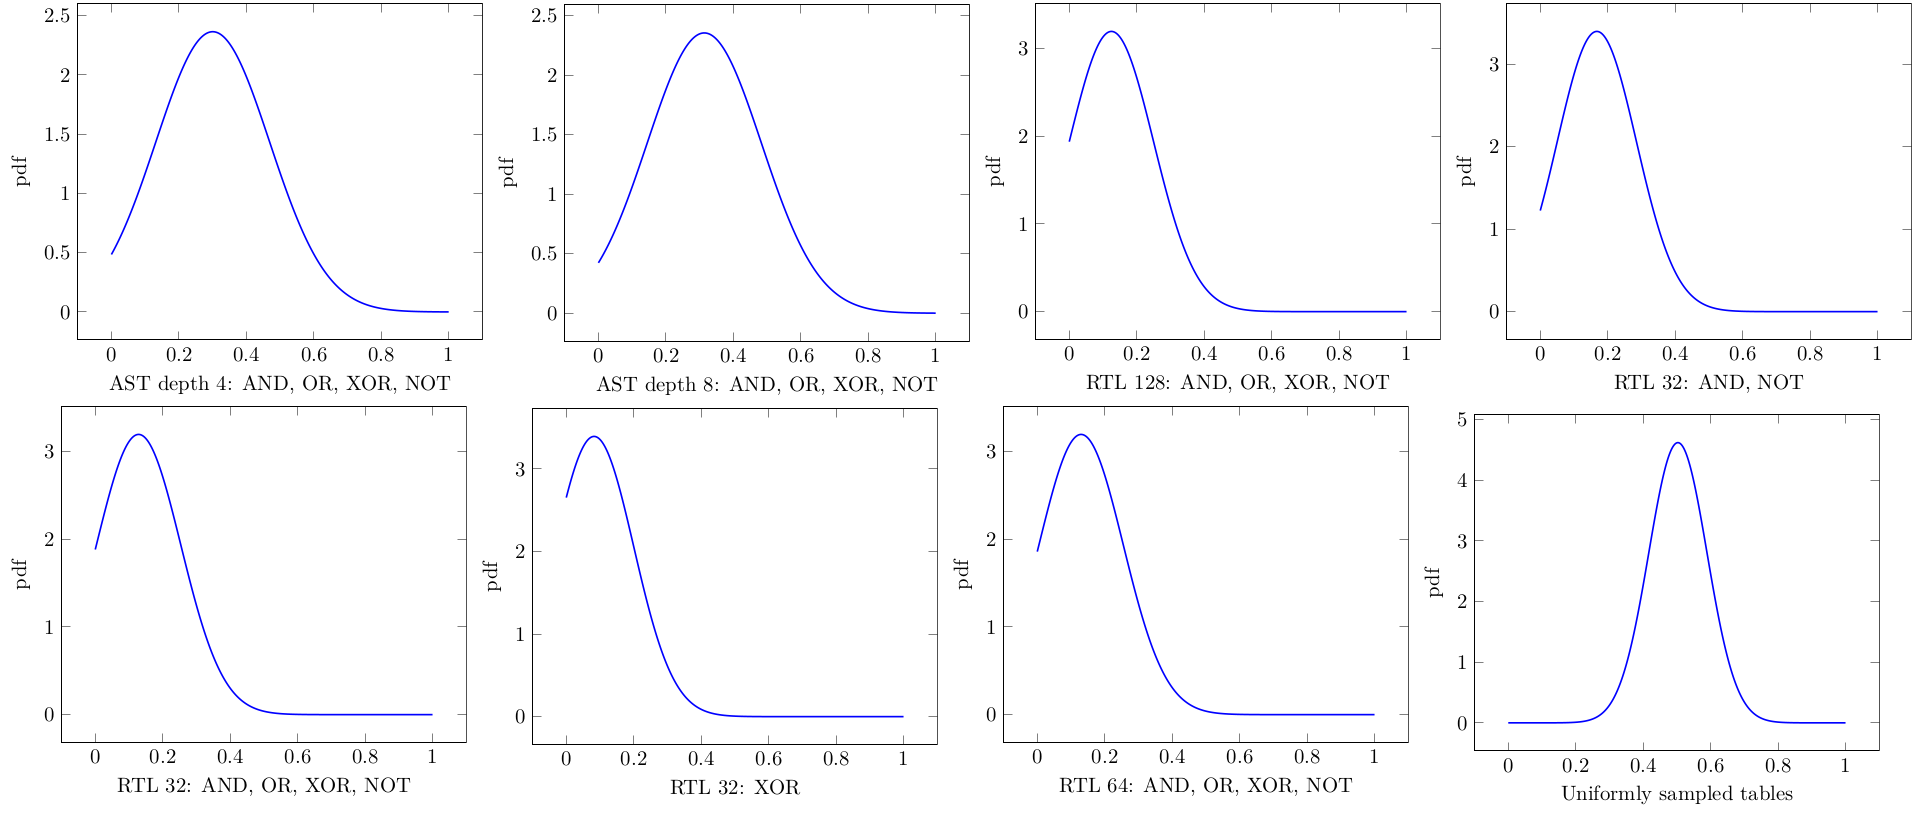 2.5
2
1.5
1
0.5
0
pdf
0 0.2 0.4 0.6 0.8 1
AST depth 4: AND, OR, XOR, NOT
2.5
2
1.5
1
0.5
0
pdf
0 0.2 0.4 0.6 0.8 1
AST depth 8: AND, OR, XOR, NOT
3
2
1
0
pdf
0 0.2 0.4 0.6 0.8 1
RTL 128: AND, OR, XOR, NOT
3
2
1
0
pdf
0 0.2 0.4 0.6 0.8 1
RTL 32: AND, NOT
3
2
1
0
pdf
0 0.2 0.4 0.6 0.8 1
RTL 32: AND, OR, XOR, NOT
3
2
1
0
pdf
0 0.2 0.4 0.6 0.8 1
RTL 32: XOR
3
2
1
0
pdf
0 0.2 0.4 0.6 0.8 1
RTL 64: AND, OR, XOR, NOT
5
4
3
2
1
0
pdf
0 0.2 0.4 0.6 0.8 1
Uniformly sampled tables